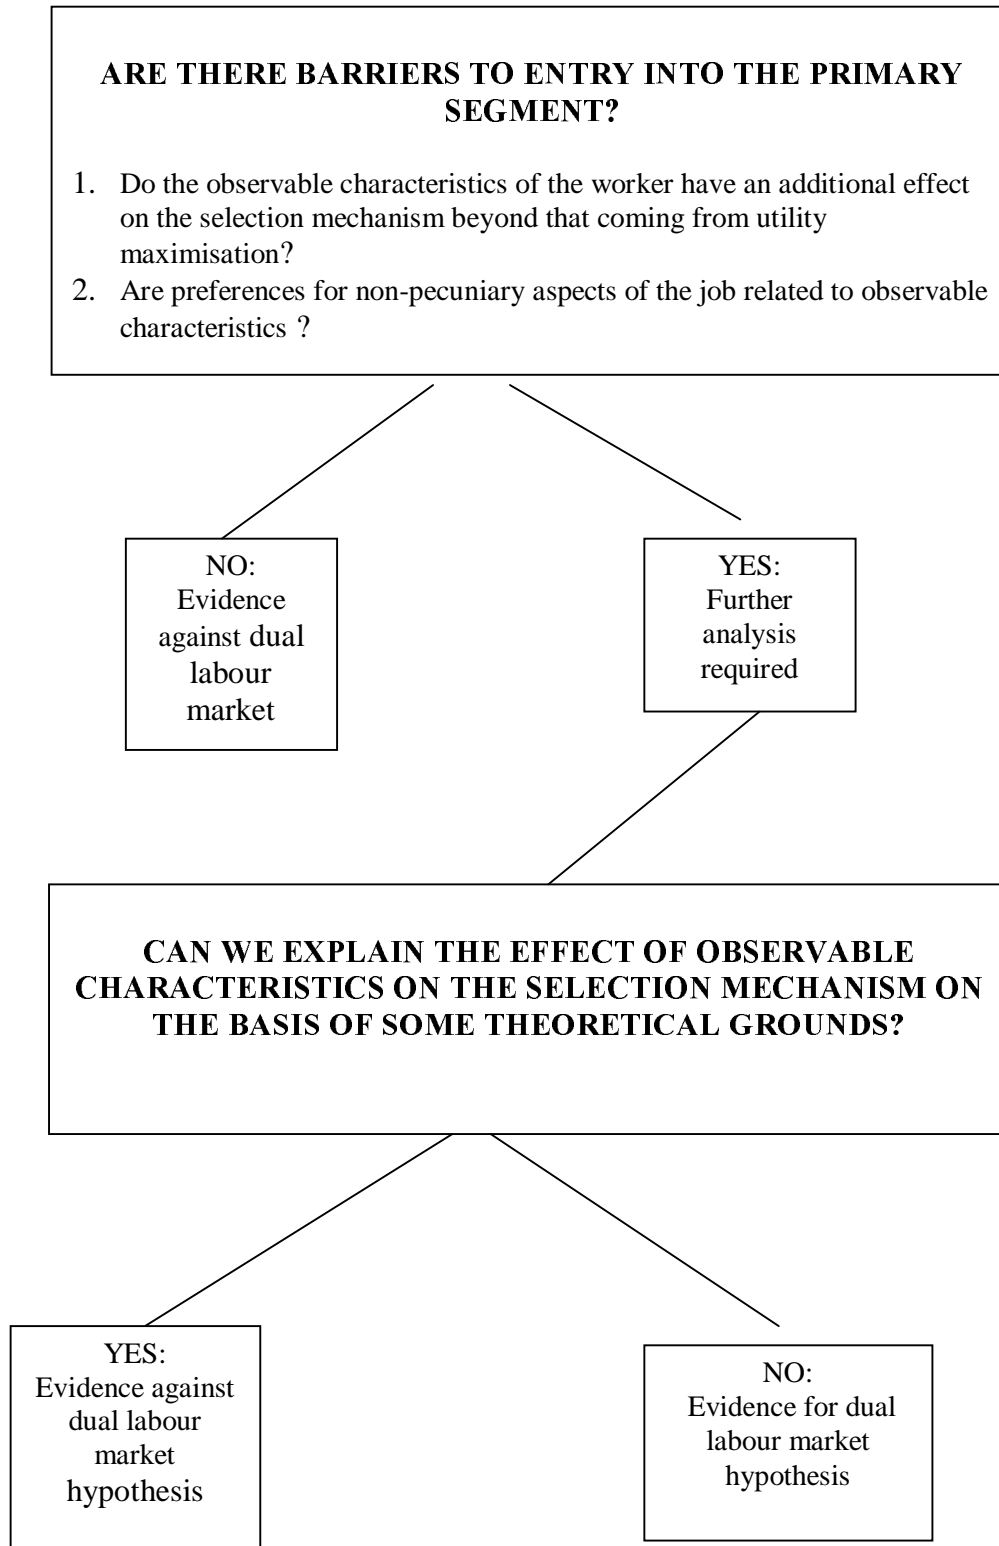 ARE THERE BARRIERS TO ENTRY INTO THE PRIMARY
SEGMENT?
1. Do the observable characteristics of the worker have an additional effect
on the selection mechanism beyond that coming from utility
maximisation?
2. Are preferences for non-pecuniary aspects of the job related to observable
characteristics ?
NO:
Evidence
against dual
labour
market
YES:
Further
analysis
required
CAN WE EXPLAIN THE EFFECT OF OBSERVABLE
CHARACTERISTICS ON THE SELECTION MECHANISM ON
THE BASIS OF SOME THEORETICAL GROUNDS?
YES:
Evidence against
dual labour
market
hypothesis
NO:
Evidence for dual
labour market
hypothesis